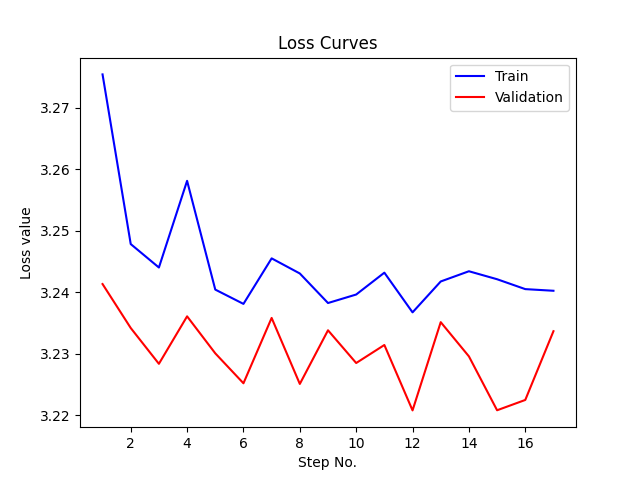 Loss Curves
Train
Validation
3.27
3.26
3.25
3.24
3.23
3.22
Loss value
2 4 6 8 10 12 14 16
Step No.